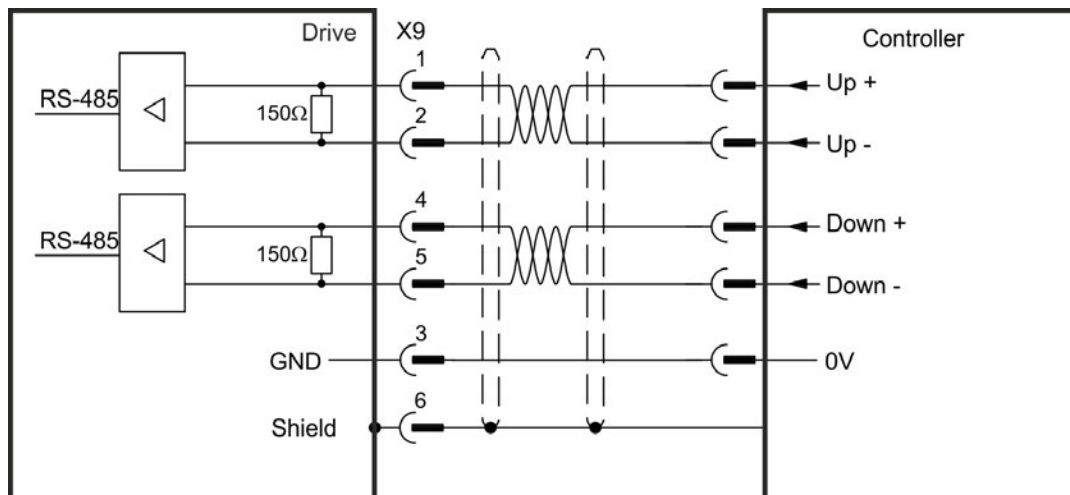 Drive X9 Controller
1
RS-485 150Ω Up +
2
Up -
4
RS-485 150Ω Down +
5
Down -
3
GND 0V
6
Shield